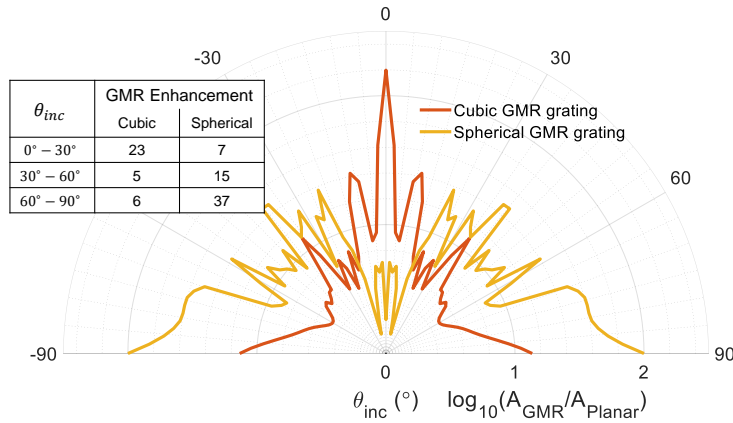 0
-30
30
θinc
GMR Enhancement
Cubic
Spherical
0° − 30°
23
7
30° − 60°
5
15
60° − 90°
6
37
Cubic GMR grating
Spherical GMR grating
60
-90
90
0
1
2
θinc (°)
log10(AGMR/APlanar)